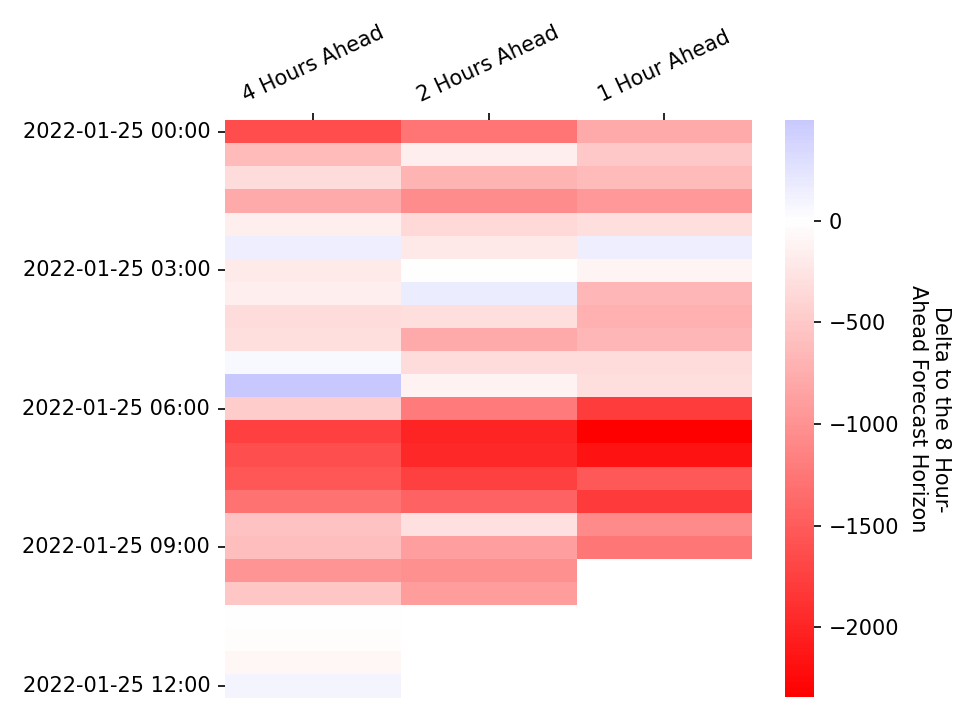 4 Hours Ahead
2 Hours Ahead
1 Hour Ahead
2022-01-25 00:00
2022-01-25 03:00
2022-01-25 06:00
2022-01-25 09:00
2022-01-25 12:00
0
−500
−1000
−1500
−2000
Delta to the 8 Hour-
Ahead Forecast Horizon